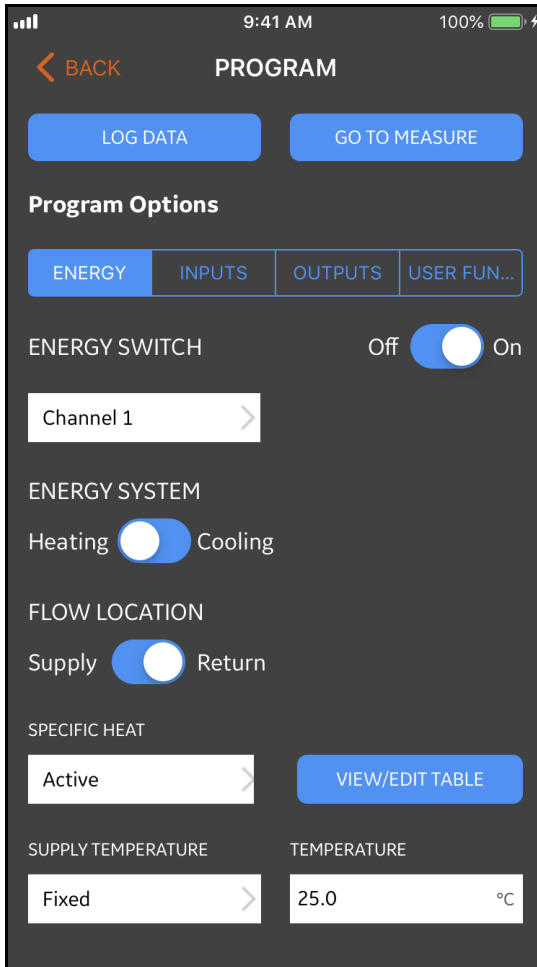 9:41 AM 100%
BACK PROGRAM
LOG DATA GO TO MEASURE
Program Options
ENERGY INPUTS OUTPUTS USER FUN...
ENERGY SWITCH Off On
Channel 1
ENERGY SYSTEM
Heating Cooling
FLOW LOCATION
Supply Return
SPECIFIC HEAT
Active VIEW/EDIT TABLE
SUPPLY TEMPERATURE TEMPERATURE
Fixed 25.0 °C